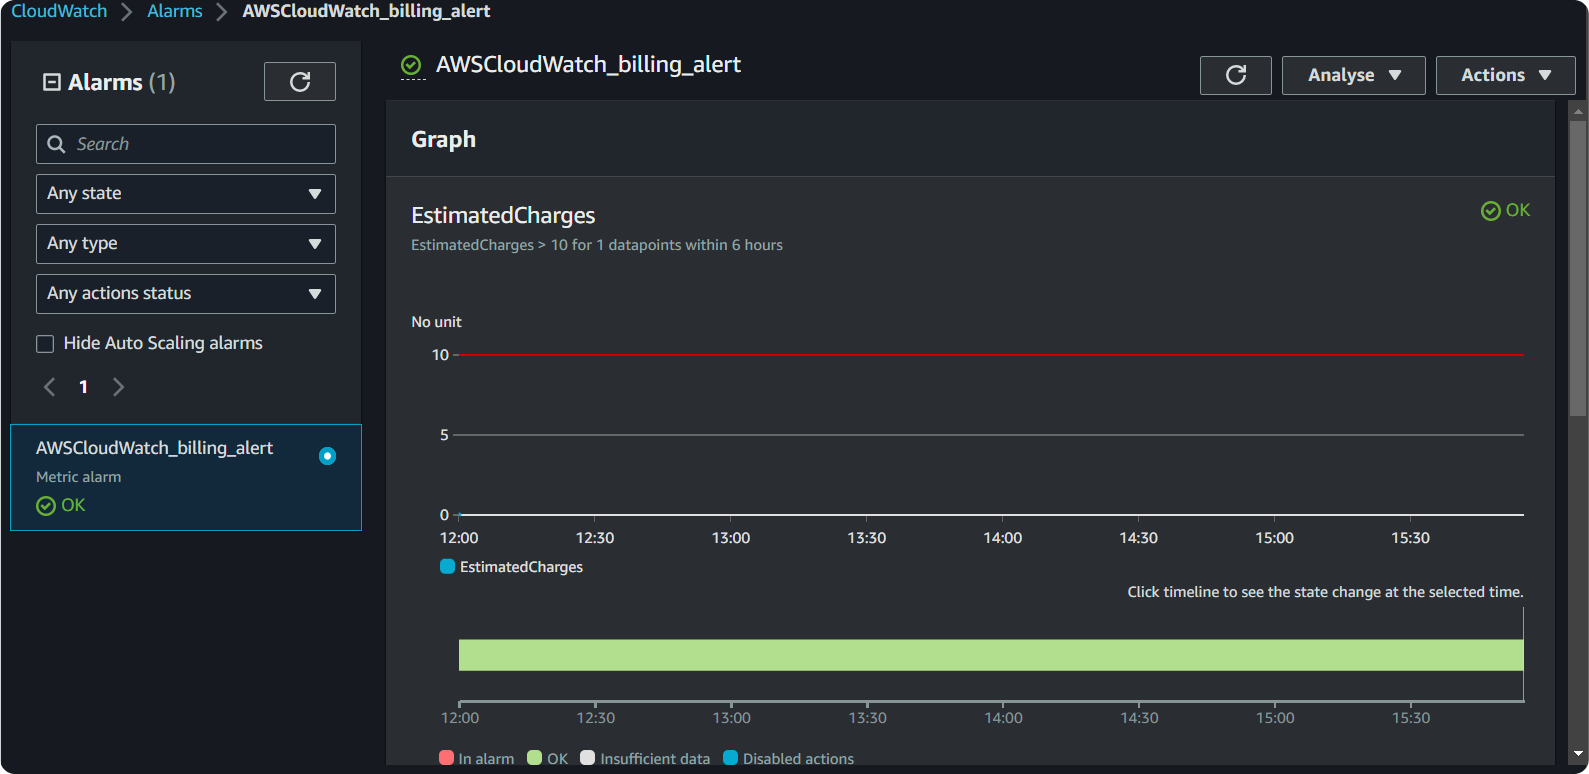 CloudWatch > Alarms > AWSCloudWatch_billing_alert
Alarms (1)
Search
Any state
Any type
Any actions status
Hide Auto Scaling alarms
1
AWSCloudWatch_billing_alert
Metric alarm
OK
AWSCloudWatch_billing_alert
Analyse
Actions
Graph
EstimatedCharges
OK
EstimatedCharges > 10 for 1 datapoints within 6 hours
No unit
10
5
0
12:00 12:30 13:00 13:30 14:00 14:30 15:00 15:30
EstimatedCharges
Click timeline to see the state change at the selected time.
12:00 12:30 13:00 13:30 14:00 14:30 15:00 15:30
In alarm OK Insufficient data Disabled actions